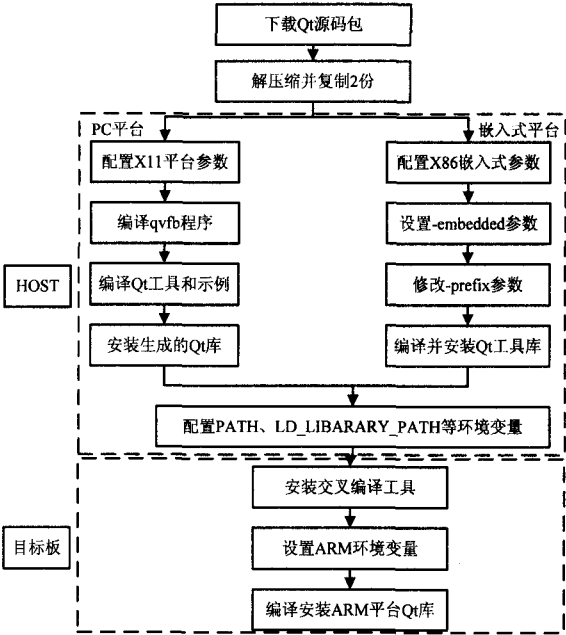 下载Qt源码包
解压缩并复制2份
PC平台
嵌入式平台
配置X11平台参数
配置X86嵌入式参数
编译qvfb程序
设置-embedded参数
HOST
编译Qt工具和示例
修改-prefix参数
安装生成的Qt库
编译并安装Qt工具库
配置PATH、LD_LIBARARY_PATH等环境变量
安装交叉编译工具
目标板
设置ARM环境变量
编译安装ARM平台Qt库